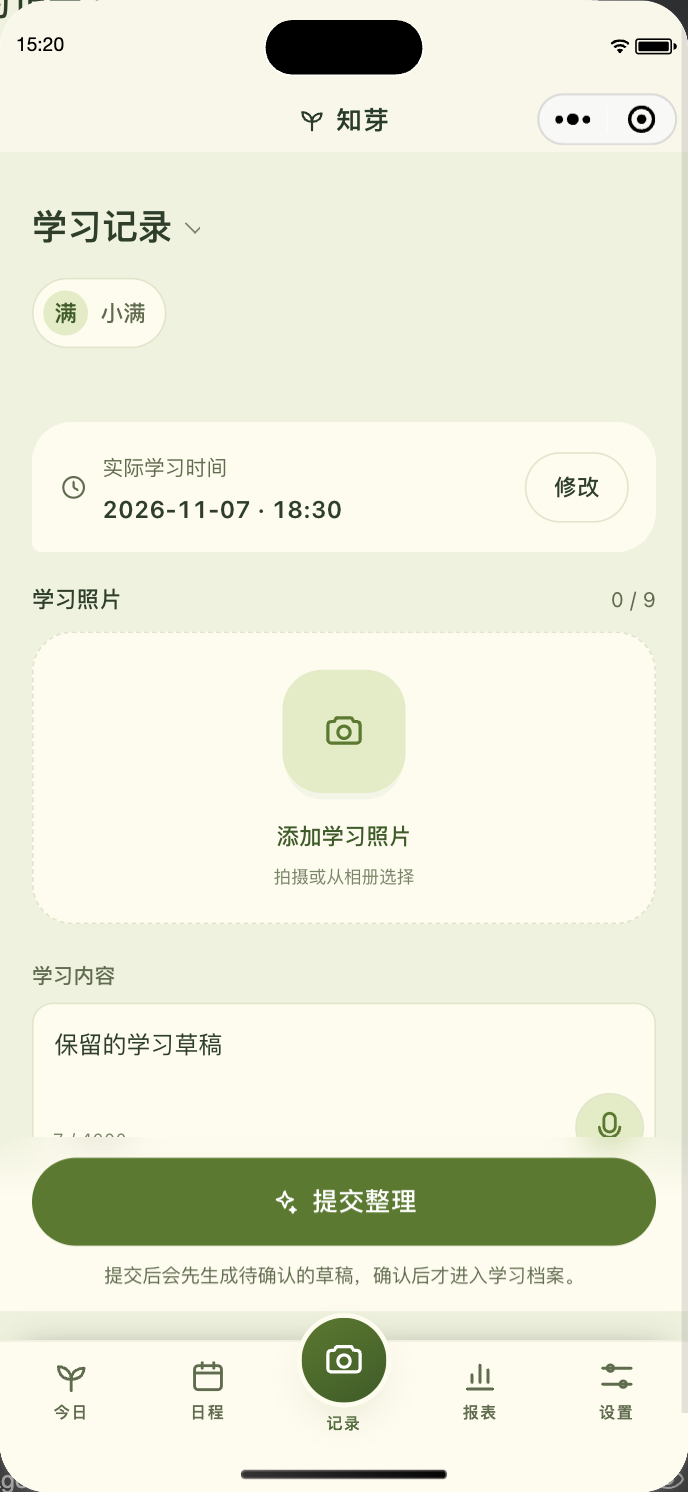 15:20
知芽
学习记录
满 小满
实际学习时间
2026-11-07 · 18:30
修改
学习照片
0 / 9
添加学习照片
拍摄或从相册选择
学习内容
保留的学习草稿
提交整理
提交后会先生成待确认的草稿，确认后才进入学习档案。
今日
日程
记录
报表
设置